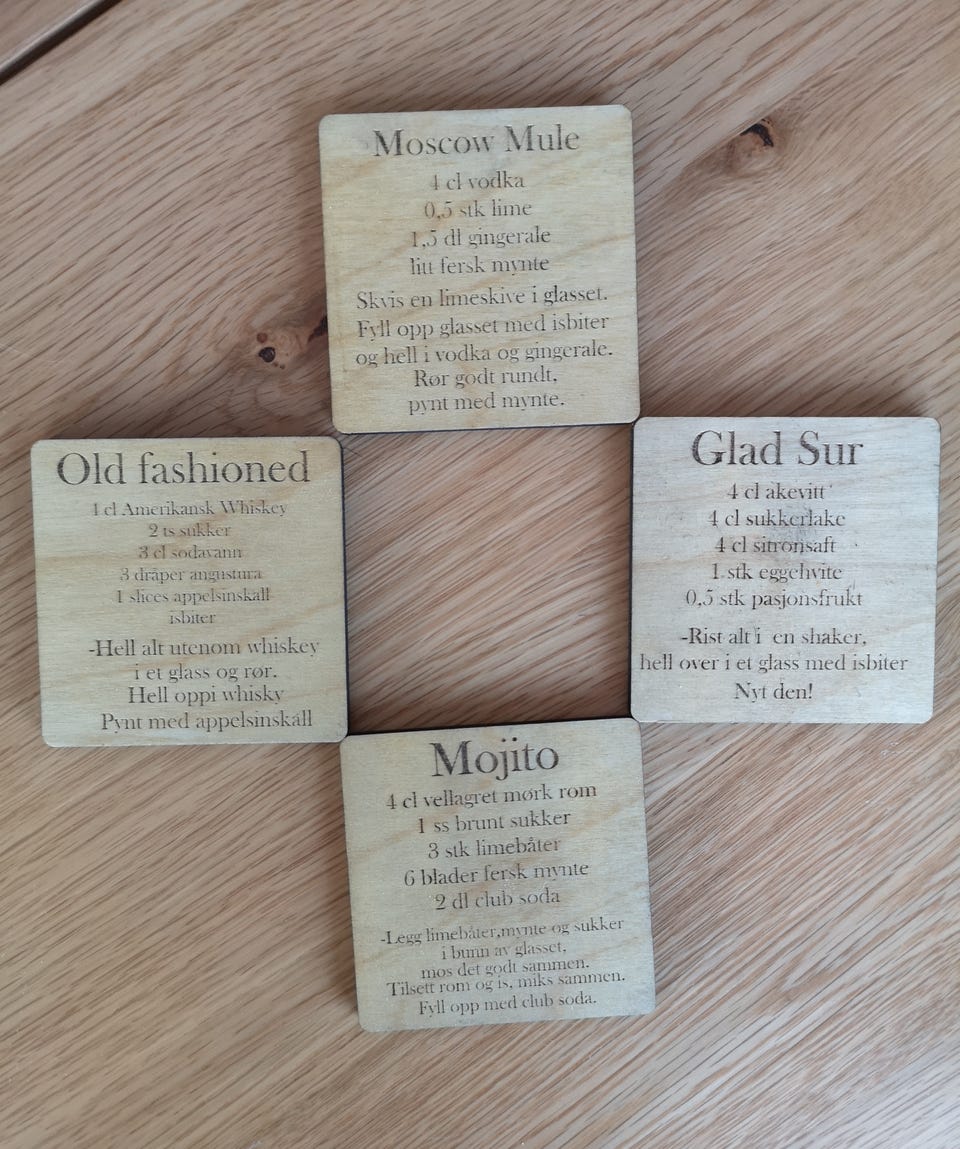 Moscow Mule
4 cl vodka
0,5 stk lime
1,5 dl gingerale
litt fersk mynte
Skvis en limeskive i glasset.
Fyll opp glasset med isbiter
og hell i vodka og gingerale.
Rør godt rundt,
pynt med mynte.
Old fashioned
4 cl Amerikansk Whiskey
2 ts sukker
3 cl sodavann
3 dråper angustura
1 slices appelsinskall
isbiter
-Hell alt utenom whiskey
i et glass og rør.
Hell oppi whisky
Pynt med appelsinskall
Glad Sur
4 cl akevitt
4 cl sukkerlake
4 cl sitronsaft
1 stk eggehvite
0,5 stk pasjonsfrukt
-Rist alt i en shaker,
hell over i et glass med isbiter
Nyt den!
Mojito
4 cl vellagret mørk rom
1 ss brunt sukker
3 stk limebåter
6 blader fersk mynte
2 dl club soda
-Legg limebåter,mynte og sukker
i bunn av glasset,
mos det godt sammen.
Tilsett rom og is, miks sammen.
Fyll opp med club soda.